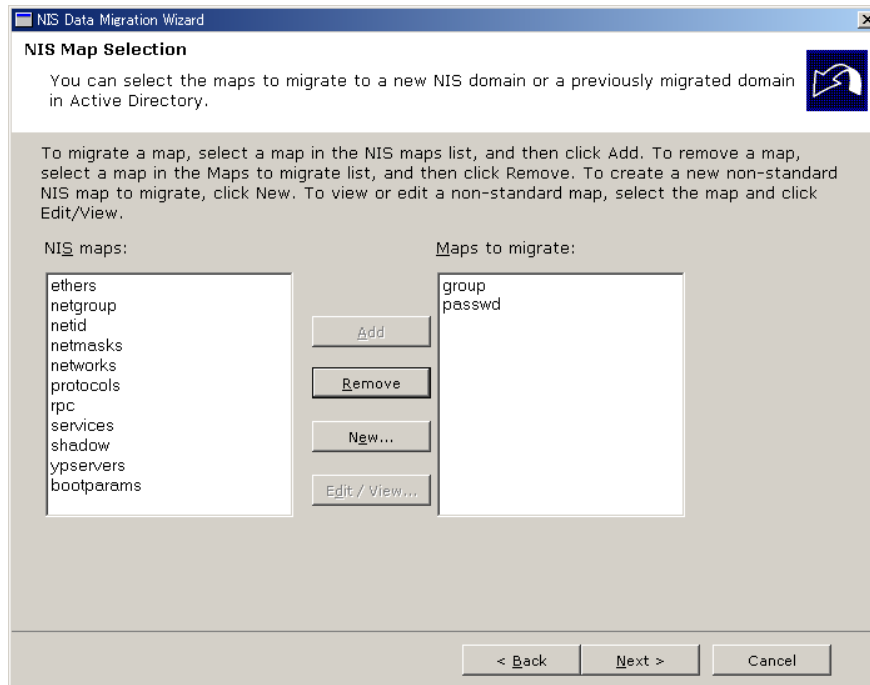 NIS Data Migration Wizard
NIS Map Selection
You can select the maps to migrate to a new NIS domain or a previously migrated domain
in Active Directory.
To migrate a map, select a map in the NIS maps list, and then click Add. To remove a map,
select a map in the Maps to migrate list, and then click Remove. To create a new non-standard
NIS map to migrate, click New. To view or edit a non-standard map, select the map and click
Edit/View.
NIS maps:
ethers
netgroup
netid
netmasks
networks
protocols
rpc
services
shadow
ypservers
bootparams
Add
Remove
New...
Edit / View...
Maps to migrate:
group
passwd
< Back
Next >
Cancel